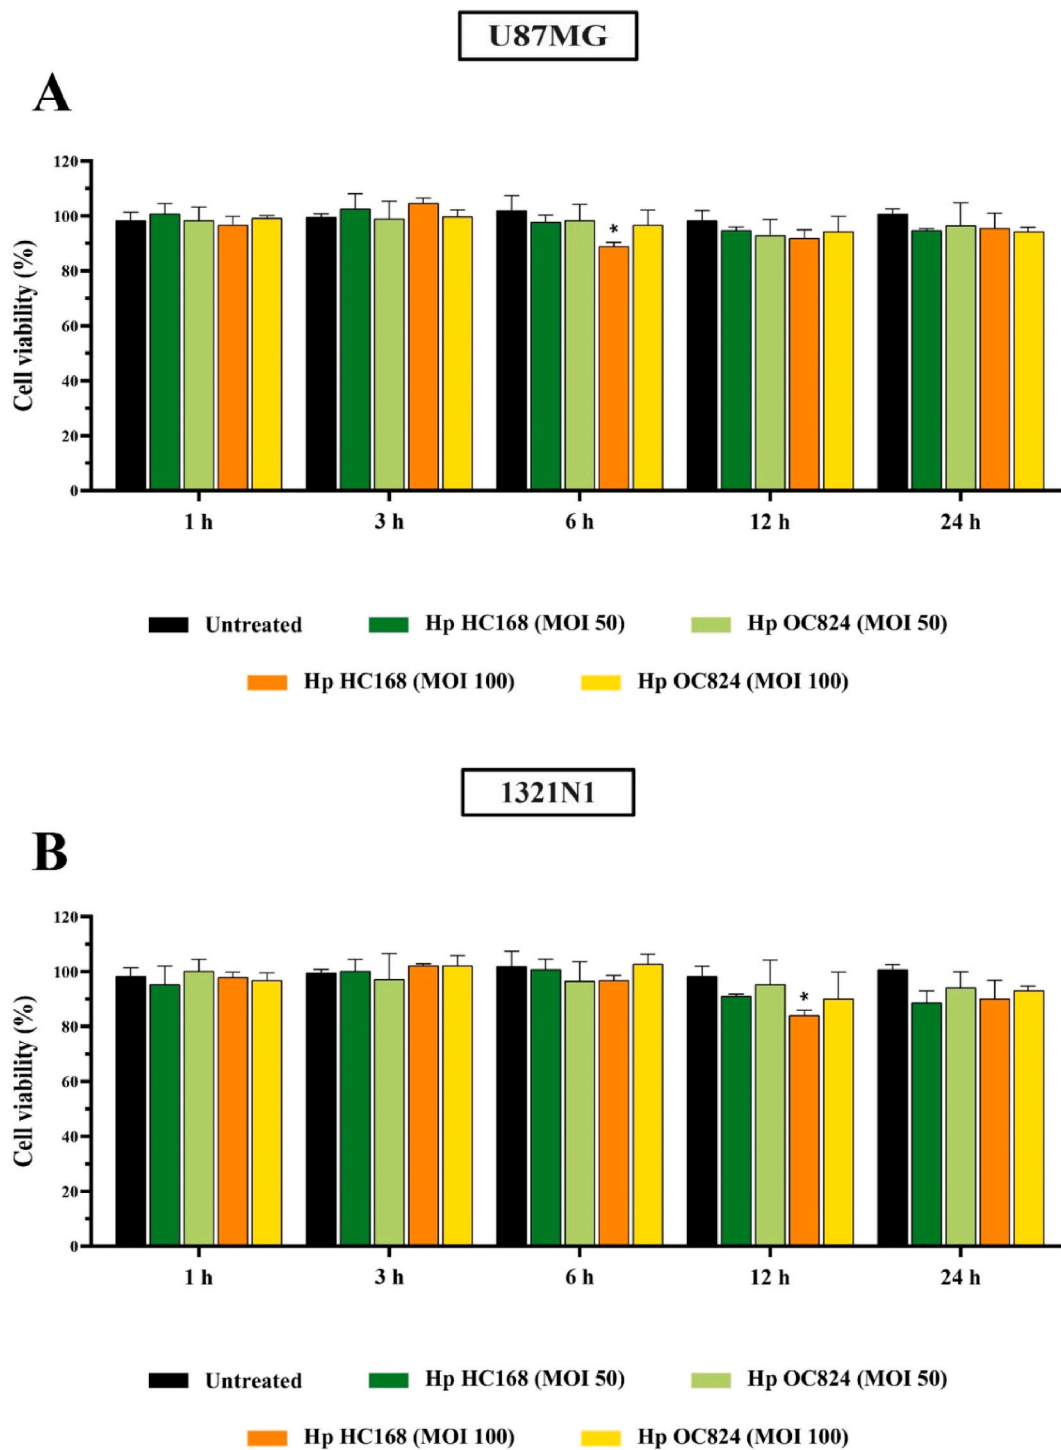 U87MG
A
120
100
80
60
40
20
0
Cell viability (%)
*
1 h 3 h 6 h 12 h 24 h
Untreated Hp HC168 (MOI 50) Hp OC824 (MOI 50)
Hp HC168 (MOI 100) Hp OC824 (MOI 100)
1321N1
B
120
100
80
60
40
20
0
Cell viability (%)
*
1 h 3 h 6 h 12 h 24 h
Untreated Hp HC168 (MOI 50) Hp OC824 (MOI 50)
Hp HC168 (MOI 100) Hp OC824 (MOI 100)